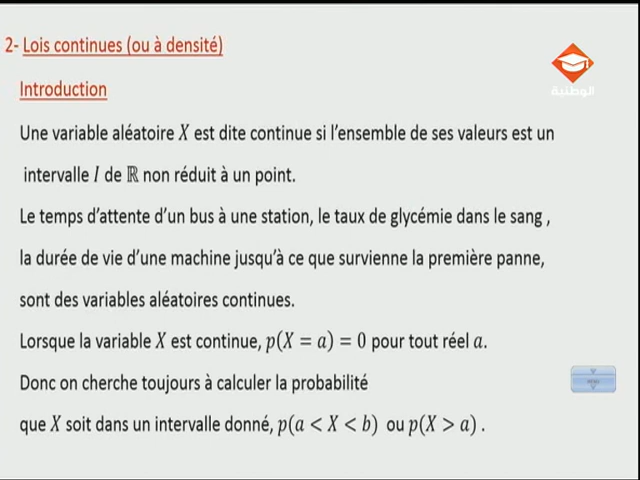 2- Lois continues (ou à densité)
Introduction
الوطنية
Une variable aléatoire X est dite continue si l’ensemble de ses valeurs est un
intervalle I de ℝ non réduit à un point.
Le temps d’attente d’un bus à une station, le taux de glycémie dans le sang ,
la durée de vie d’une machine jusqu’à ce que survienne la première panne,
sont des variables aléatoires continues.
Lorsque la variable X est continue, p(X = a) = 0 pour tout réel a.
Donc on cherche toujours à calculer la probabilité
que X soit dans un intervalle donné, p(a < X < b) ou p(X > a) .